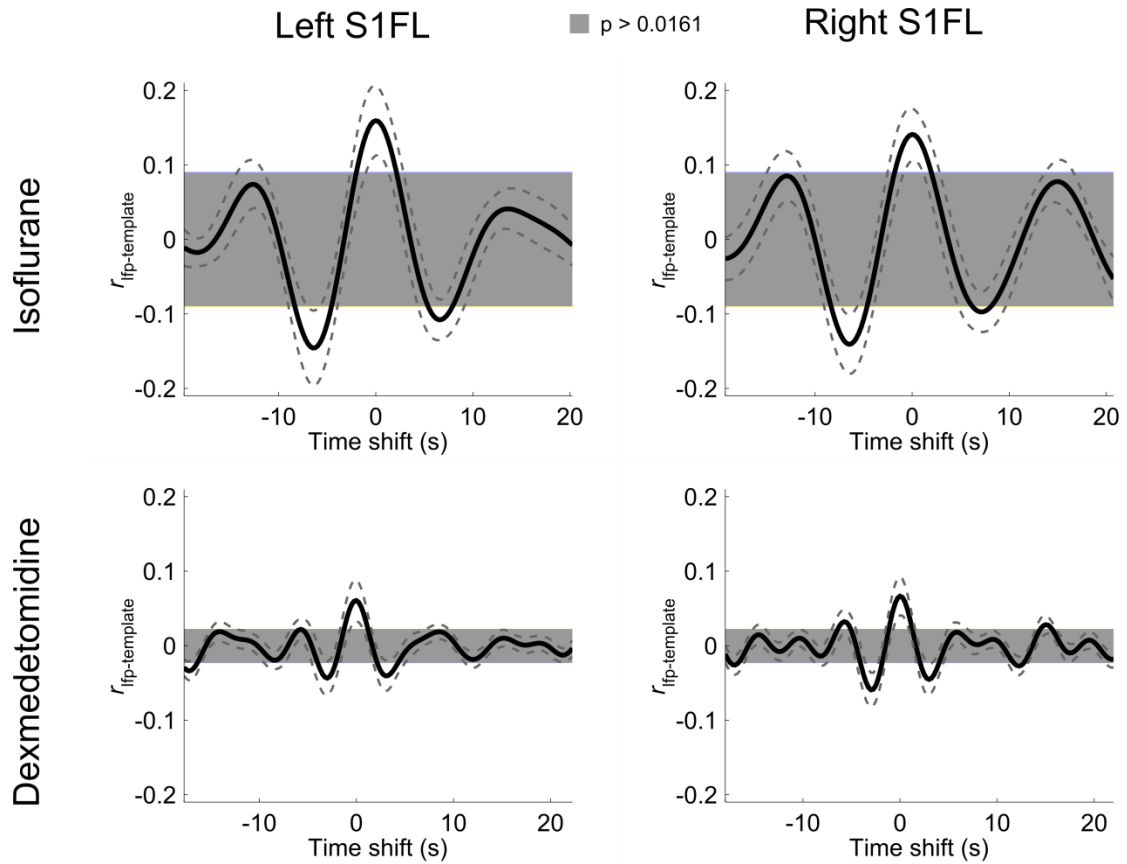 Left S1FL
p > 0.0161
Right S1FL
Isoflurane
r lfp-template
0.2
0.1
0
-0.1
-0.2
-10 0 10 20
Time shift (s)
r lfp-template
0.2
0.1
0
-0.1
-0.2
-10 0 10 20
Time shift (s)
Dexmedetomidine
r lfp-template
0.2
0.1
0
-0.1
-0.2
-10 0 10 20
Time shift (s)
r lfp-template
0.2
0.1
0
-0.1
-0.2
-10 0 10 20
Time shift (s)